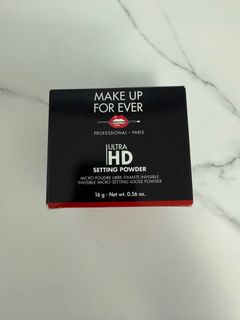 MAKE UP
FOR EVER
PROFESSIONAL - PARIS
ULTRA
HD
SETTING POWDER
MICRO POUDRE LIBRE FIXANTE INVISIBLE
INVISIBLE MICRO SETTING LOOSE POWDER
16 g - Net wt. 0.56 oz.